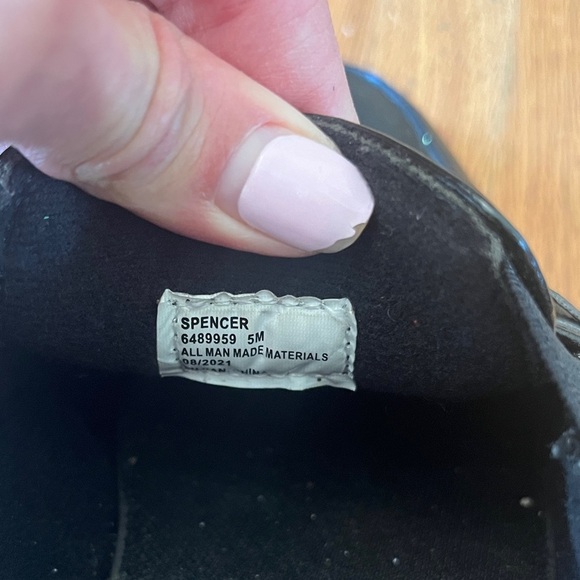 SPENCER
6489959 5M
ALL MAN MADE MATERIALS
08/2021